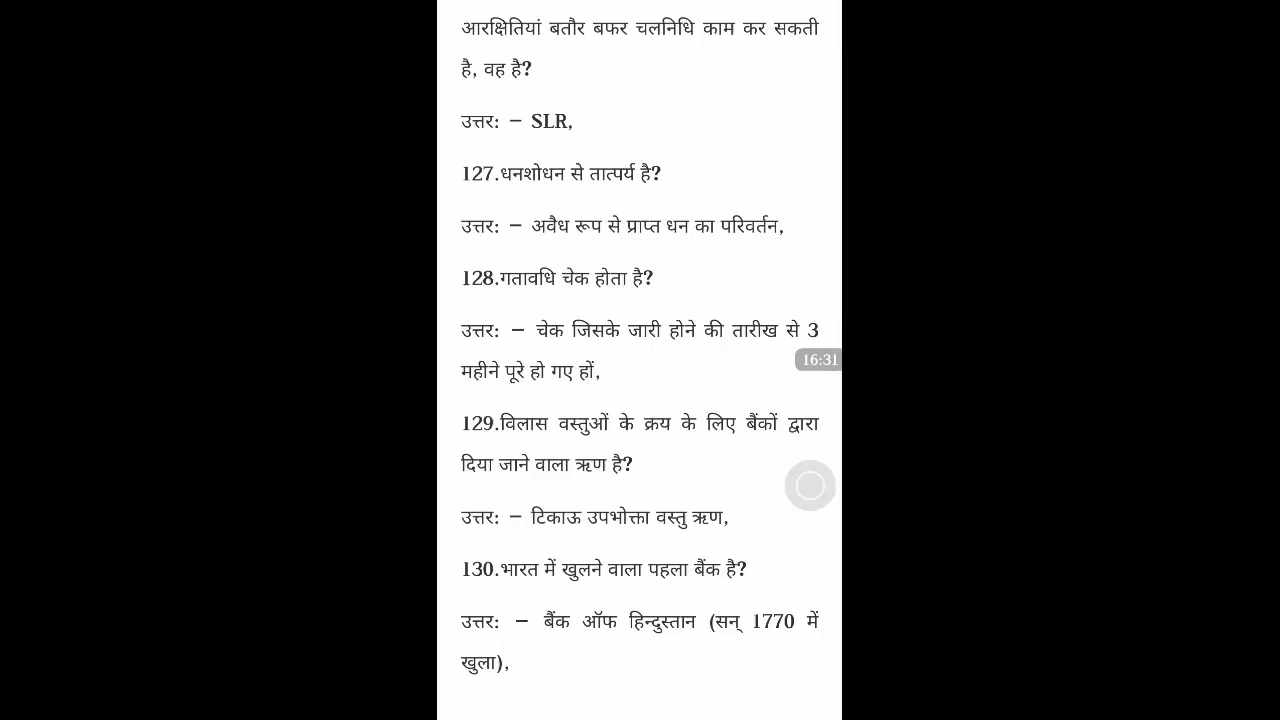 आरक्षितियां बतौर बफर चलनिधि काम कर सकती
है, वह है?
उत्तर: – SLR,
127.धनशोधन से तात्पर्य है?
उत्तर: – अवैध रूप से प्राप्त धन का परिवर्तन,
128.गतावधि चेक होता है?
उत्तर: – चेक जिसके जारी होने की तारीख से 3
16:31
महीने पूरे हो गए हों,
129.विलास वस्तुओं के क्रय के लिए बैंकों द्वारा
दिया जाने वाला ऋण है?
उत्तर: – टिकाऊ उपभोक्ता वस्तु ऋण,
130.भारत में खुलने वाला पहला बैंक है?
उत्तर: – बैंक ऑफ हिन्दुस्तान (सन् 1770 में
खुला),